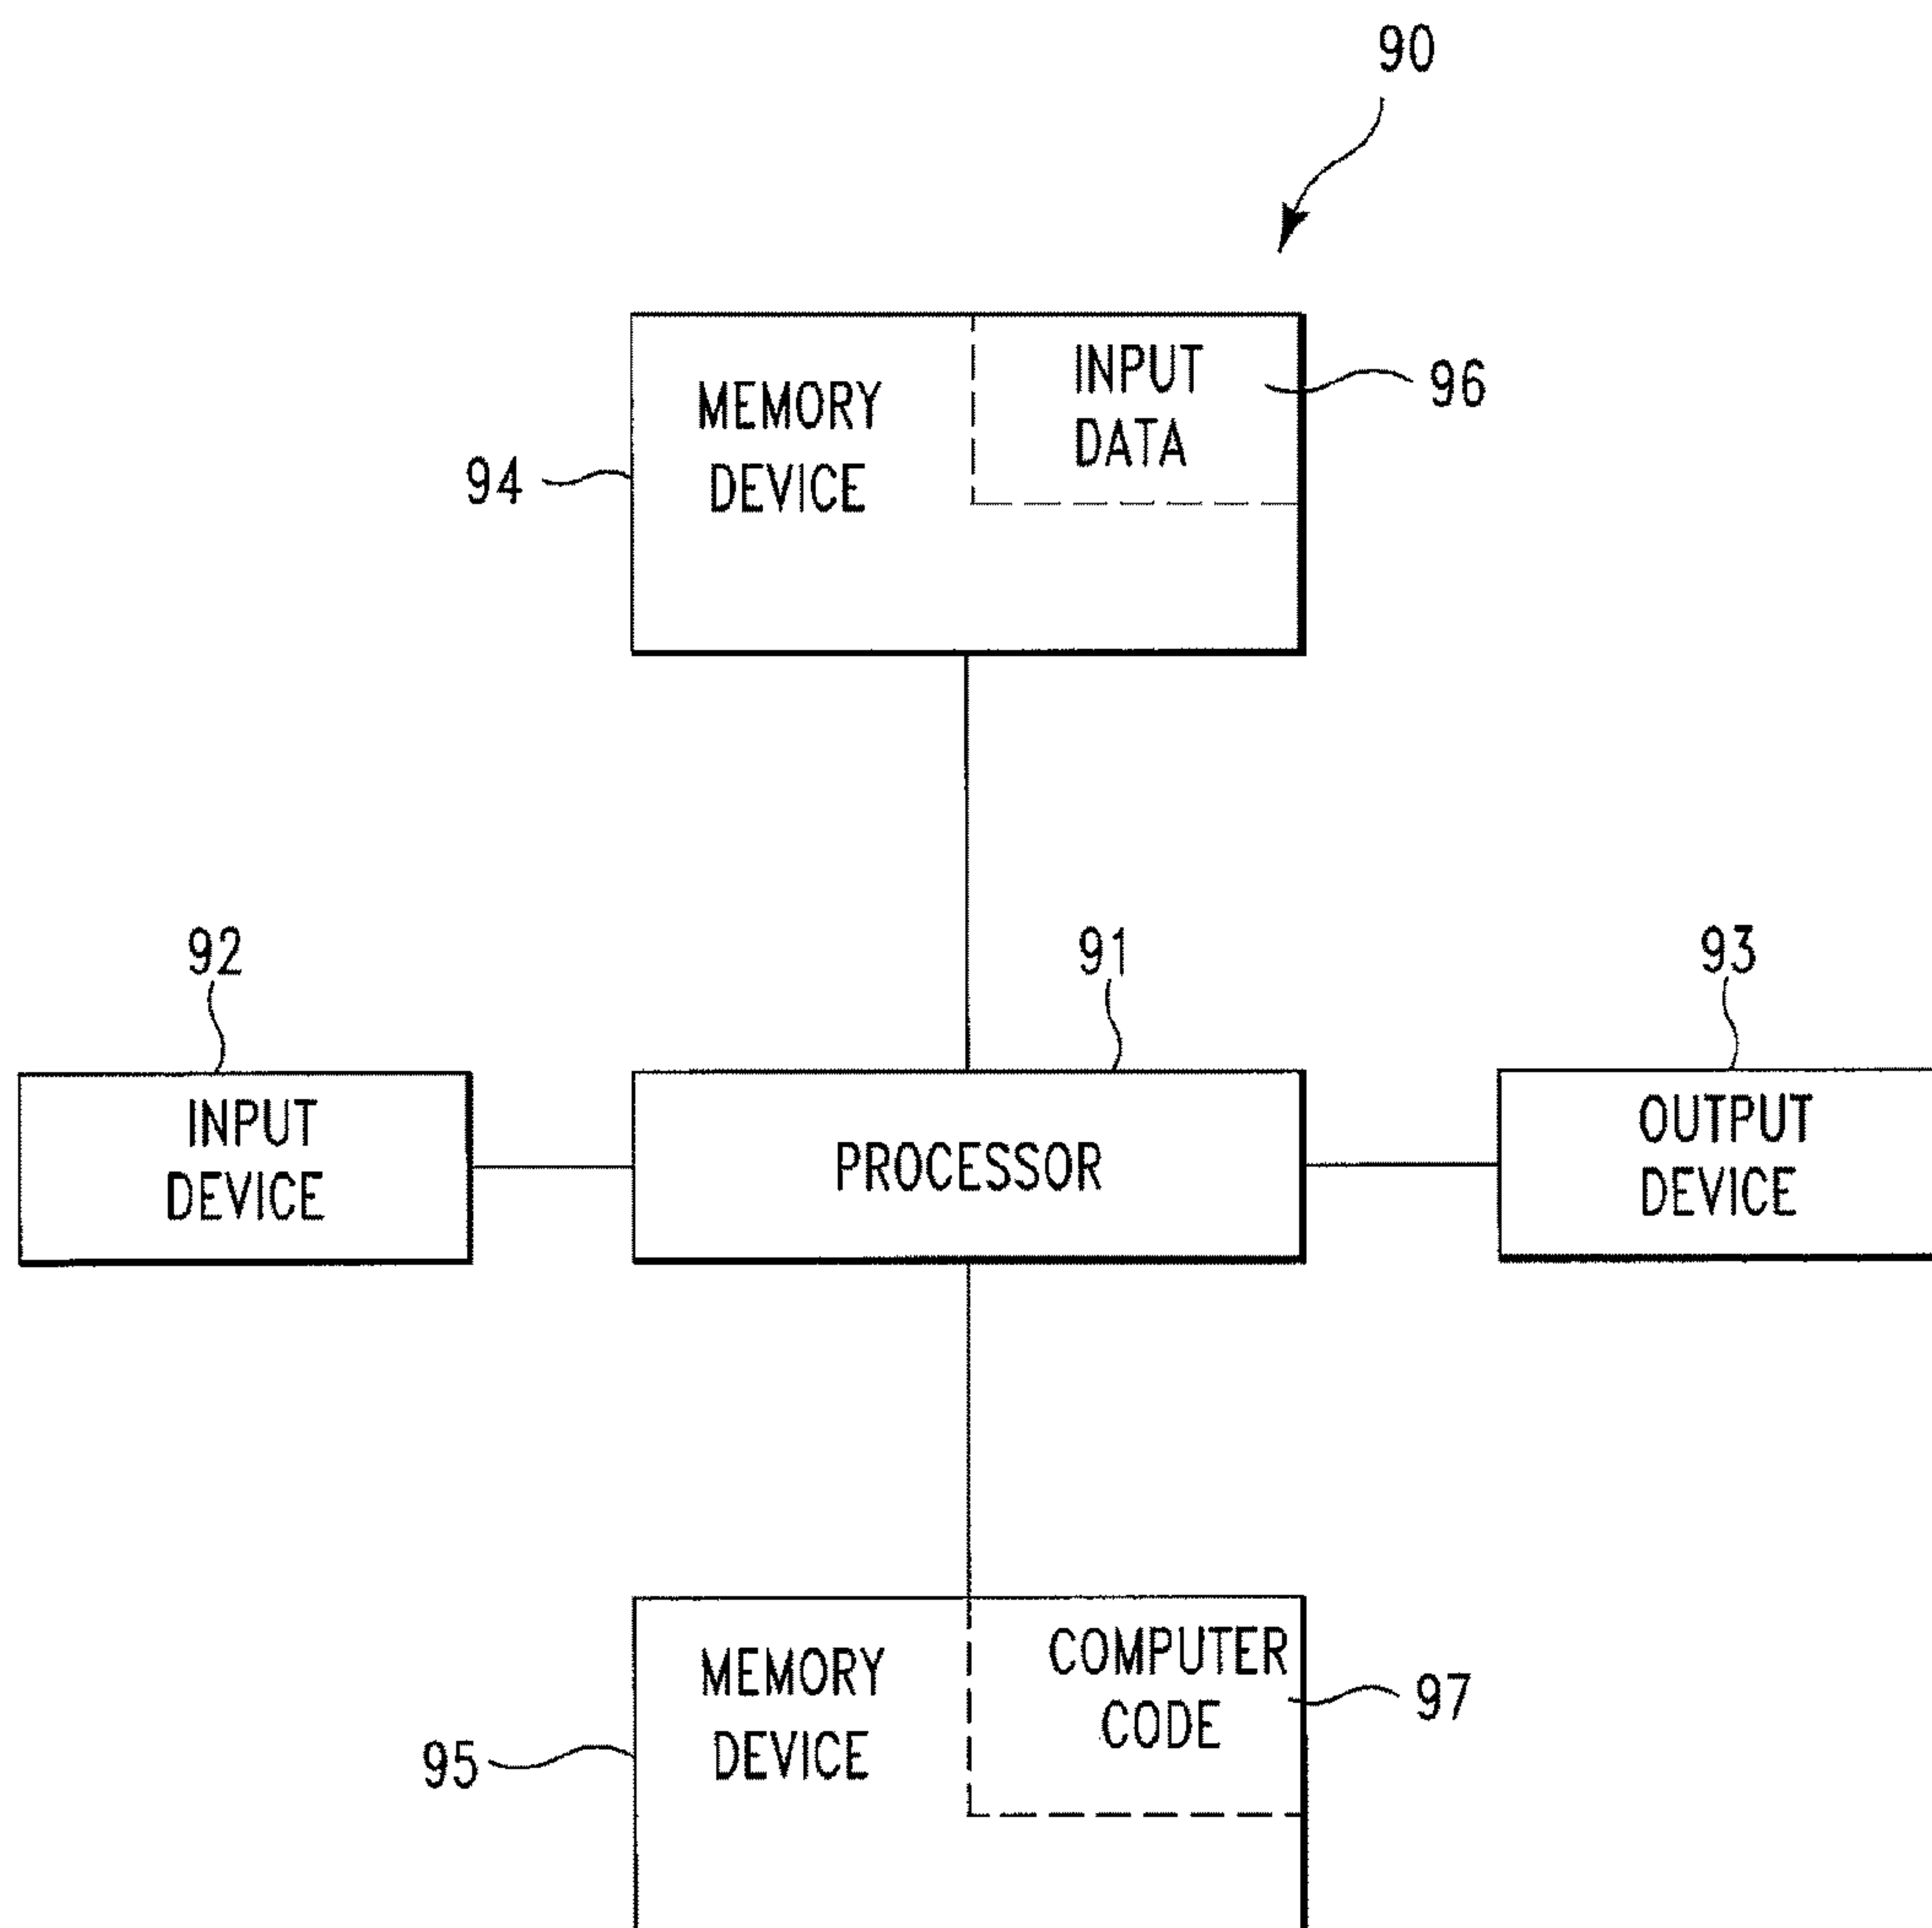 90
MEMORY
DEVICE
INPUT
DATA
96
94
92
91
93
INPUT
DEVICE
PROCESSOR
OUTPUT
DEVICE
MEMORY
DEVICE
COMPUTER
CODE
97
95